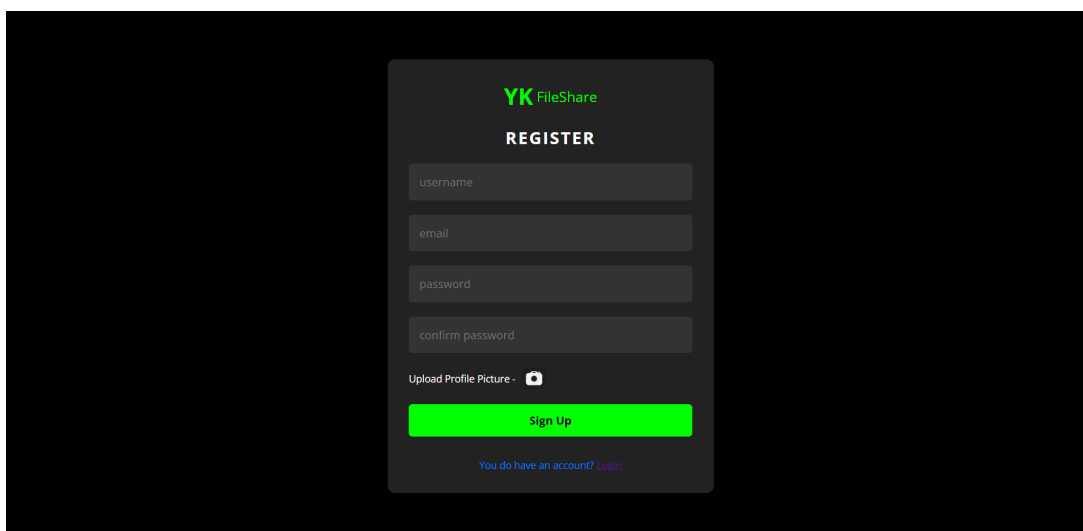 YK FileShare
REGISTER
username
email
password
confirm password
Upload Profile Picture -
Sign Up
You do have an account? Login